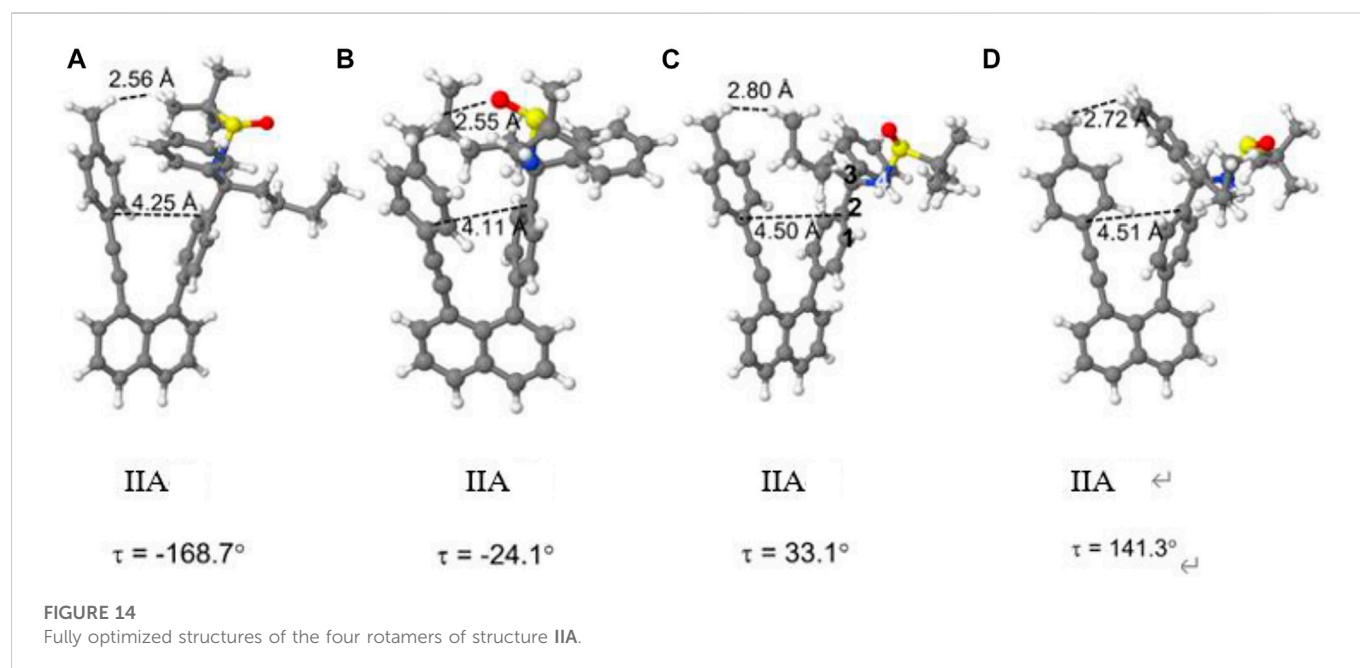 A B C D
2.56 Å 2.55 Å 2.80 Å 2.72 Å
3 4
2
1
4.25 Å 4.11 Å 4.50 Å 4.51 Å
IIA IIA IIA IIA ↵
τ = -168.7° τ = -24.1° τ = 33.1° τ = 141.3° ↵
FIGURE 14
Fully optimized structures of the four rotamers of structure IIA.